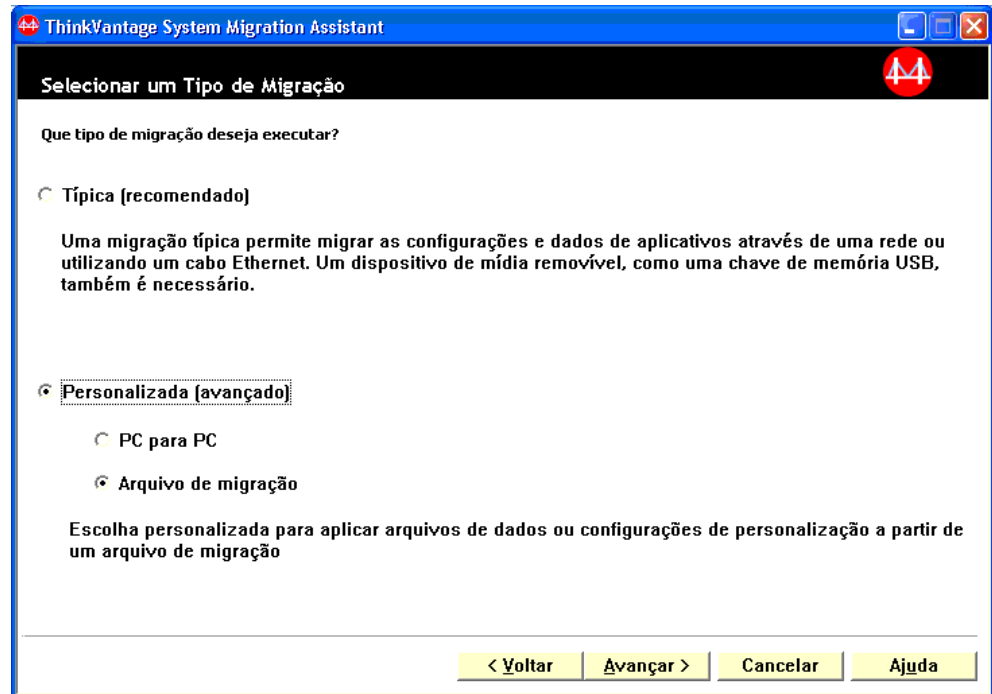 ThinkVantage System Migration Assistant
Selecionar um Tipo de Migração
Que tipo de migração deseja executar?
Típica (recomendado)
Uma migração típica permite migrar as configurações e dados de aplicativos através de uma rede ou
utilizando um cabo Ethernet. Um dispositivo de mídia removível, como uma chave de memória USB,
também é necessário.
Personalizada (avançado)
PC para PC
Arquivo de migração
Escolha personalizada para aplicar arquivos de dados ou configurações de personalização a partir de
um arquivo de migração
< Voltar
Avançar >
Cancelar
Ajuda